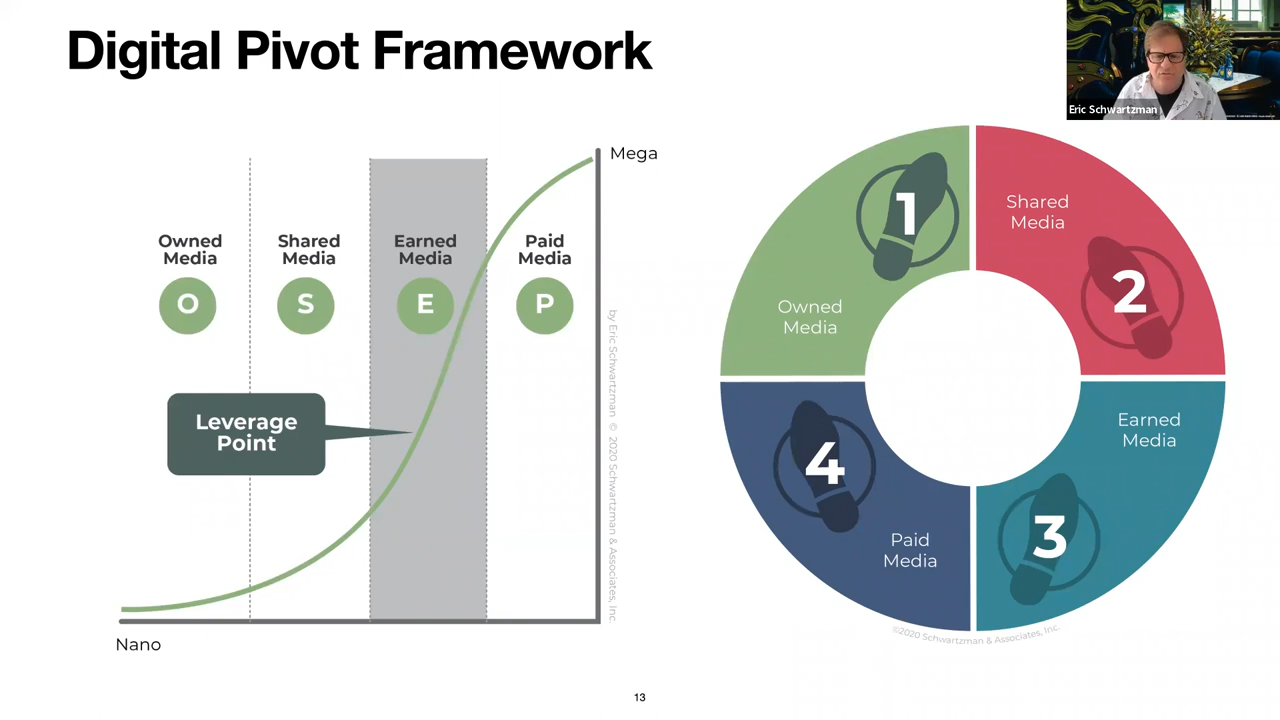 Digital Pivot Framework
Eric Schwartzman
Mega
Owned
Media
Shared
Media
Earned
Media
Paid
Media
O
S
E
P
Leverage
Point
by Eric Schwartzman © 2020 Schwartzman & Associates, Inc.
Nano
1
Owned
Media
Shared
Media
2
Earned
Media
3
4
Paid
Media
©2020 Schwartzman & Associates, Inc.
13